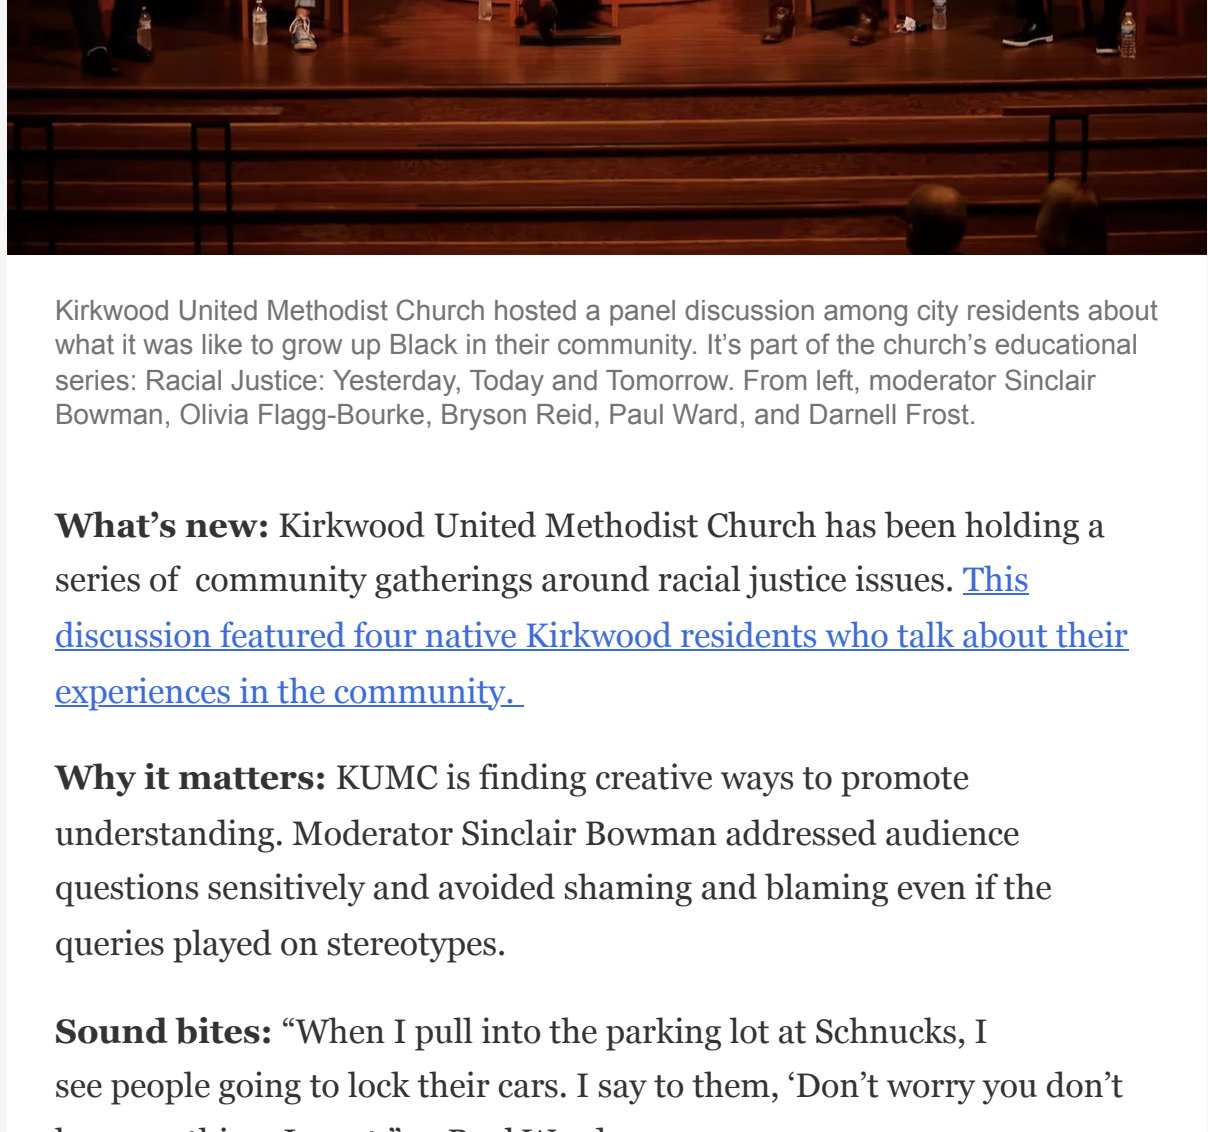 Kirkwood United Methodist Church hosted a panel discussion among city residents about
what it was like to grow up Black in their community. It’s part of the church’s educational
series: Racial Justice: Yesterday, Today and Tomorrow. From left, moderator Sinclair
Bowman, Olivia Flagg-Bourke, Bryson Reid, Paul Ward, and Darnell Frost.
What’s new: Kirkwood United Methodist Church has been holding a
series of  community gatherings around racial justice issues. This
discussion featured four native Kirkwood residents who talk about their
experiences in the community.
Why it matters: KUMC is finding creative ways to promote
understanding. Moderator Sinclair Bowman addressed audience
questions sensitively and avoided shaming and blaming even if the
queries played on stereotypes.
Sound bites: “When I pull into the parking lot at Schnucks, I
see people going to lock their cars. I say to them, ‘Don’t worry you don’t